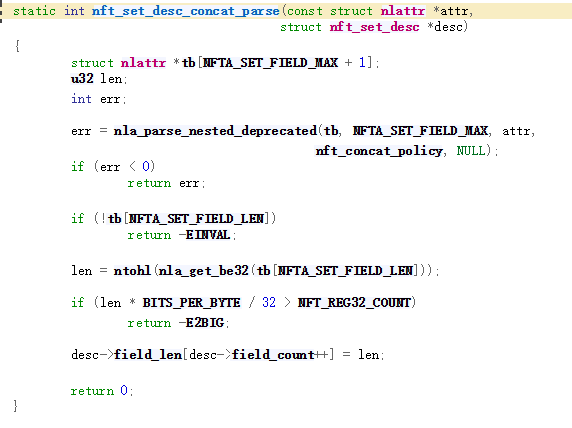 static int nft_set_desc_concat_parse(const struct nlattr *attr,
struct nft_set_desc *desc)
{
struct nlattr *tb[NFTA_SET_FIELD_MAX + 1];
u32 len;
int err;
err = nla_parse_nested_deprecated(tb, NFTA_SET_FIELD_MAX, attr,
nft_concat_policy, NULL);
if (err < 0)
return err;
if (!tb[NFTA_SET_FIELD_LEN])
return -EINVAL;
len = ntohl(nla_get_be32(tb[NFTA_SET_FIELD_LEN]));
if (len * BITS_PER_BYTE / 32 > NFT_REG32_COUNT)
return -E2BIG;
desc->field_len[desc->field_count++] = len;
return 0;
}